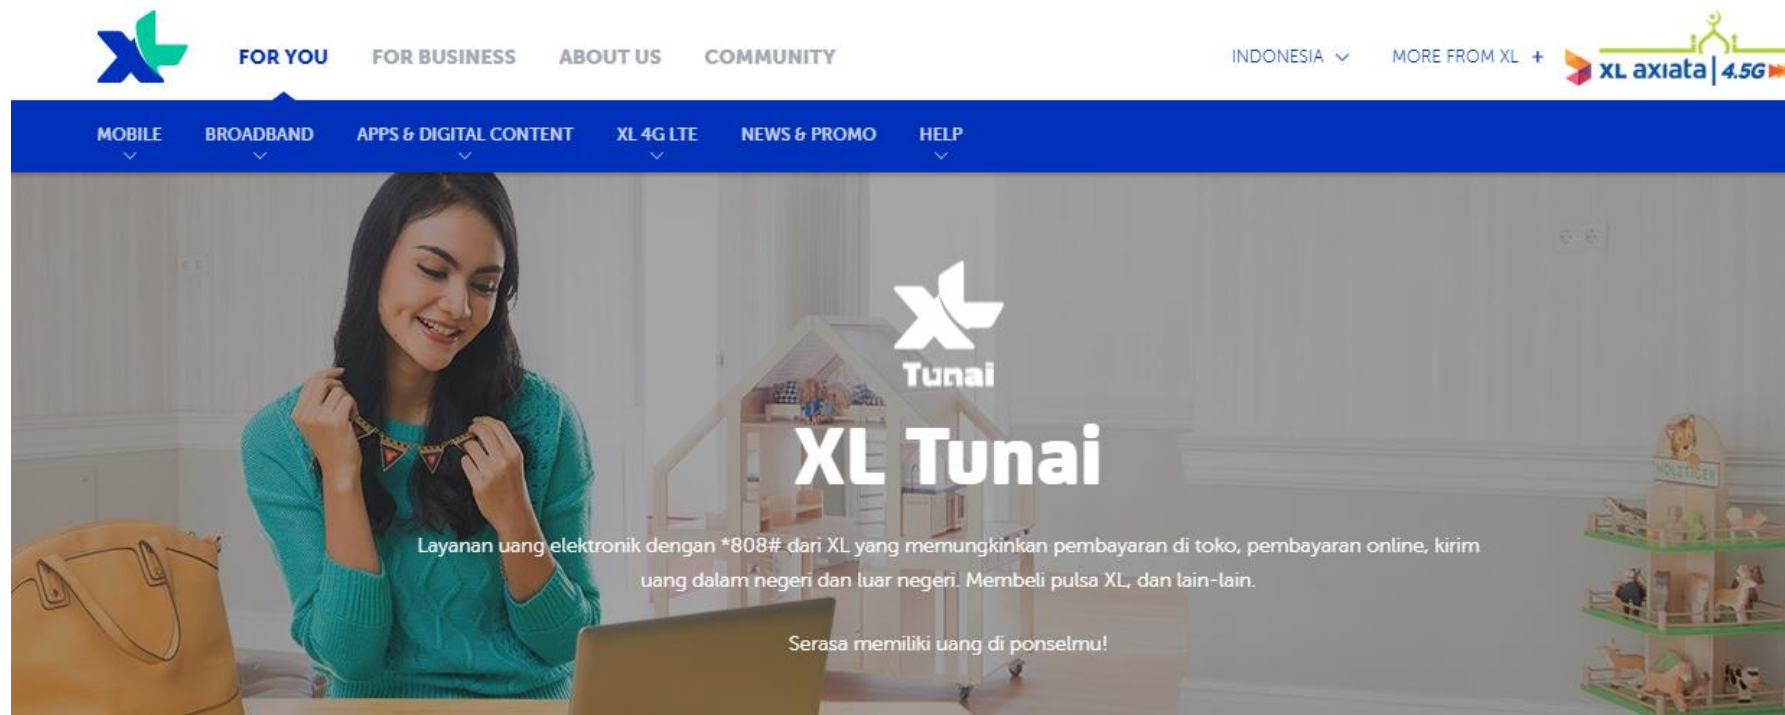 XL
FOR YOU
FOR BUSINESS
ABOUT US
COMMUNITY
INDONESIA
MORE FROM XL +
XL axiata | 4.5G
MOBILE
BROADBAND
APPS & DIGITAL CONTENT
XL 4G LTE
NEWS & PROMO
HELP
XL
Tunai
XL Tunai
HOLZTIGER
Layanan uang elektronik dengan *808# dari XL yang memungkinkan pembayaran di toko, pembayaran online, kirim
uang dalam negeri dan luar negeri. Membeli pulsa XL, dan lain-lain.
Serasa memiliki uang di ponselmu!